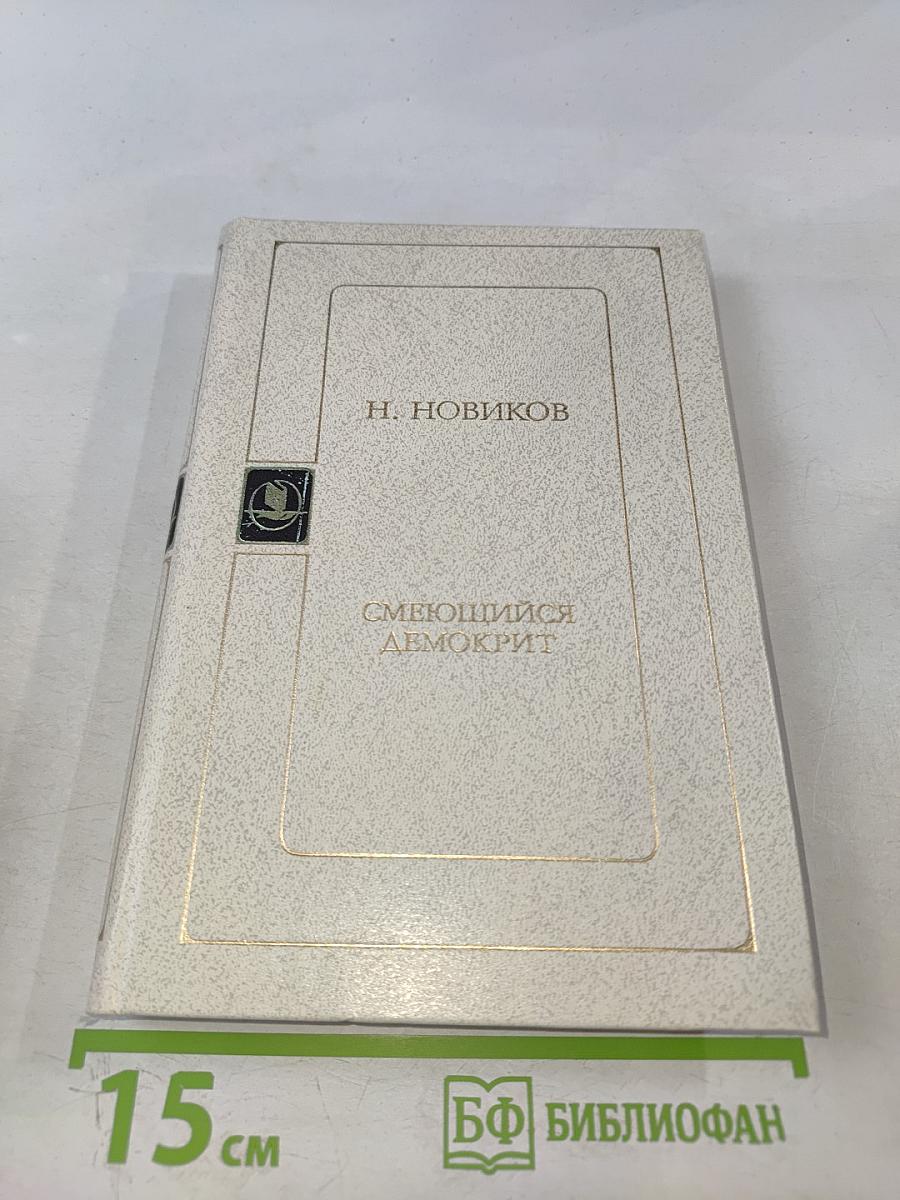 Н. НОВИКОВ
СМЕЮЩИЙСЯ
ДЕМОКРИТ
15 см
БФ БИБЛИОФАН